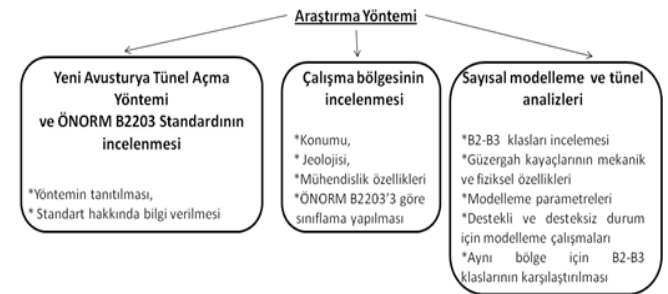 Araştırma Yöntemi
Yeni Avusturya Tünel Açma
Yöntemi
ve ÖNORM B2203 Standardının
incelenmesi
*Yöntemin tanıtılması,
* Standart hakkında bilgi verilmesi
Çalışma bölgesinin
incelenmesi
*Konumu,
* Jeolojisi,
*Mühendislik özellikleri
*ÖNORM B2203’3 göre
sınıflama yapılması
Sayısal modelleme ve tünel
analizleri
*B2-B3 klasları incelemesi
*Güzergah kayaçlarının mekanik
ve fiziksel özellikleri
*Modelleme parametreleri
*Destekli ve desteksiz durum
için modelleme çalışmaları
*Aynı bölge için B2-B3
klaslarının karşılaştırılması